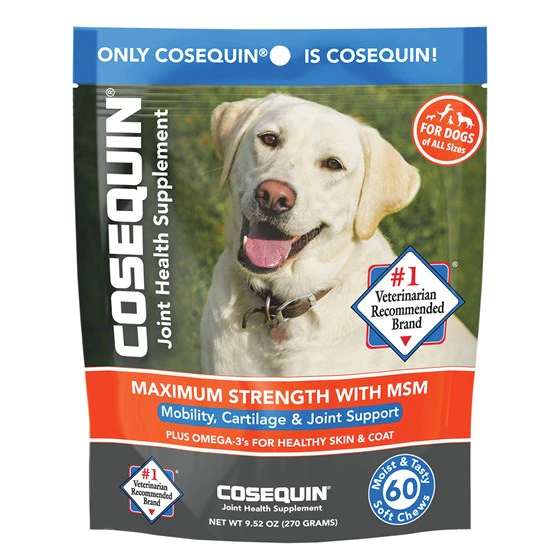 ONLY COSEQUIN® IS COSEQUIN!
COSEQUIN®
Joint Health Supplement
FOR DOGS
of ALL Sizes
#1
Veterinarian
Recommended
Brand
®
MAXIMUM STRENGTH WITH MSM
Mobility, Cartilage & Joint Support
PLUS OMEGA-3's FOR HEALTHY SKIN & COAT
#1
Veterinarian
Recommended
Brand
®
COSEQUIN®
Joint Health Supplement
NET WT 9.52 OZ (270 GRAMS)
Moist & Tasty
60
Soft Chews